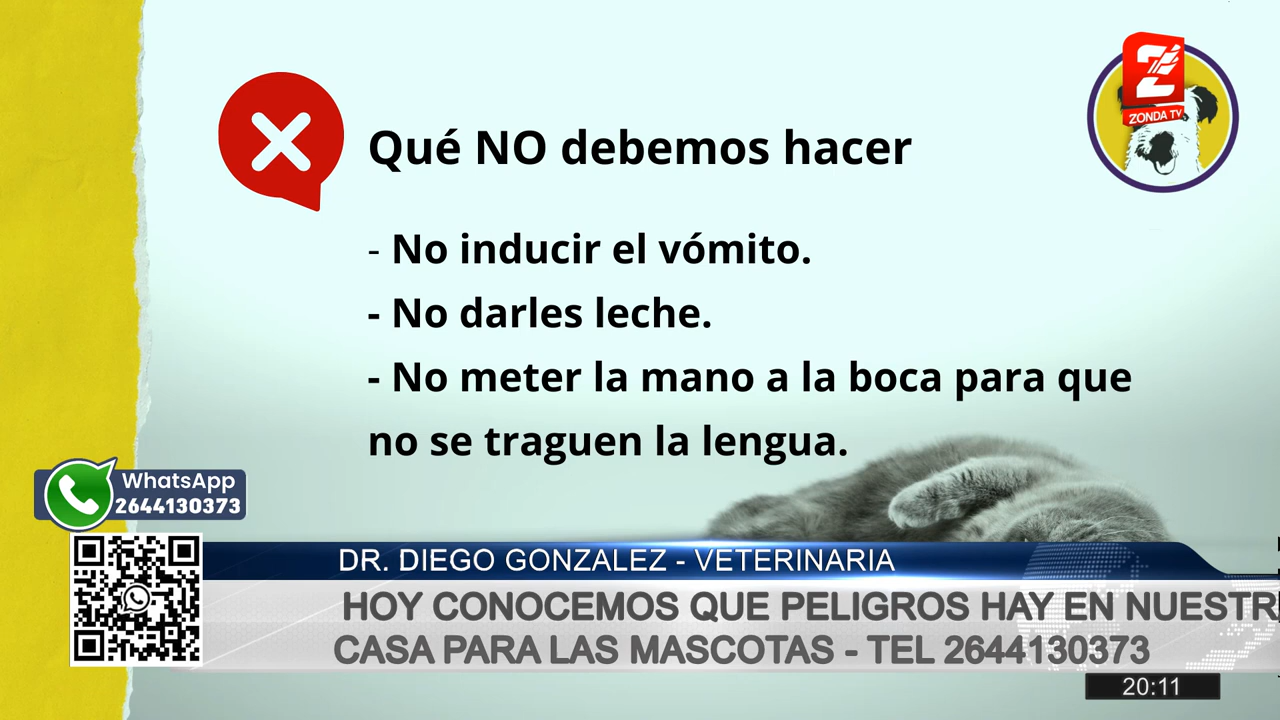 Qué NO debemos hacer
- No inducir el vómito.
- No darles leche.
- No meter la mano a la boca para que
no se traguen la lengua.
Z
ZONDA TV
WhatsApp
2644130373
DR. DIEGO GONZALEZ - VETERINARIA
HOY CONOCEMOS QUE PELIGROS HAY EN NUESTR
CASA PARA LAS MASCOTAS - TEL 2644130373
20:11